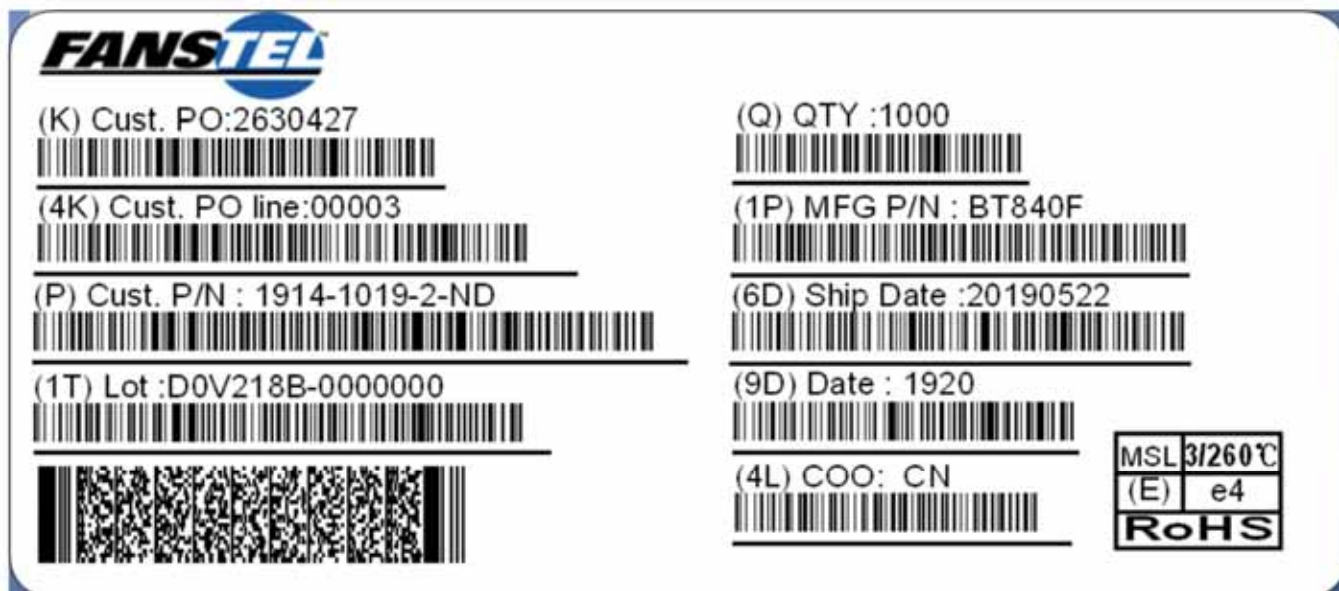 FANSTEL
(K) Cust. PO:2630427
(4K) Cust. PO line:00003
(P) Cust. P/N : 1914-1019-2-ND
(1T) Lot :D0V218B-0000000
(Q) QTY :1000
(1P) MFG P/N : BT840F
(6D) Ship Date :20190522
(9D) Date : 1920
(4L) COO: CN
MSL 3/260℃
(E) e4
RoHS